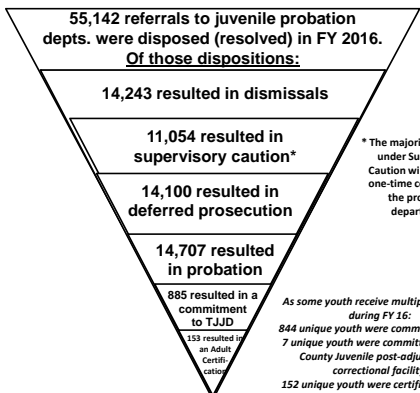 55,142 referrals to juvenile probation
depts. were disposed (resolved) in FY 2016.
Of those dispositions:
14,243 resulted in dismissals
11,054 resulted in
supervisory caution*
14,100 resulted in
deferred prosecution
14,707 resulted
in probation
885 resulted in a
commitment
to TJJD
153 resulted in
an Adult
Certifi-
cation
* The majori
under Su
Caution wi
one-time c
the pro
depar
As some youth receive multip
during FY 16:
844 unique youth were comm
7 unique youth were committ
County Juvenile post-adju
correctional facility
152 unique youth were certifi